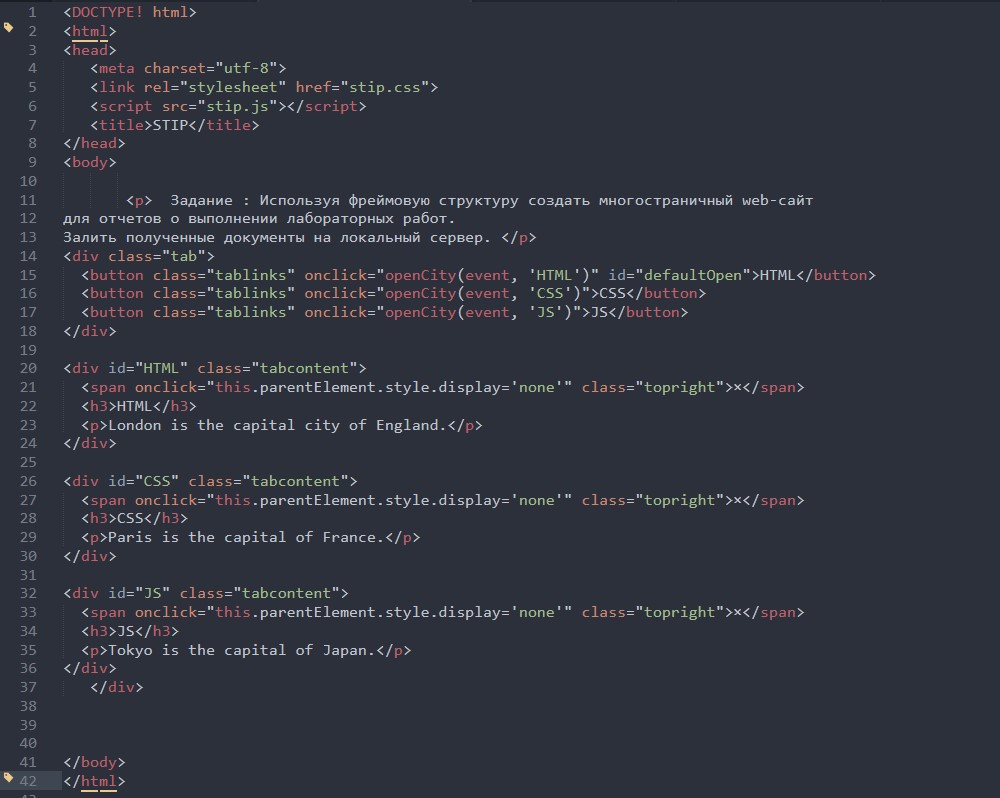 1 <DOCTYPE! html>
2 <html>
3 <head>
4 <meta charset="utf-8">
5 <link rel="stylesheet" href="stip.css">
6 <script src="stip.js"></script>
7 <title>STIP</title>
8 </head>
9 <body>
10
11 <p>  Задание : Используя фреймовую структуру создать многостраничный web-сайт
12 для отчетов о выполнении лабораторных работ.
13 Залить полученные документы на локальный сервер. </p>
14 <div class="tab">
15 <button class="tablinks" onclick="openCity(event, 'HTML')" id="defaultOpen">HTML</button>
16 <button class="tablinks" onclick="openCity(event, 'CSS')">CSS</button>
17 <button class="tablinks" onclick="openCity(event, 'JS')">JS</button>
18 </div>
19
20 <div id="HTML" class="tabcontent">
21 <span onclick="this.parentElement.style.display='none'" class="topright">×</span>
22 <h3>HTML</h3>
23 <p>London is the capital city of England.</p>
24 </div>
25
26 <div id="CSS" class="tabcontent">
27 <span onclick="this.parentElement.style.display='none'" class="topright">×</span>
28 <h3>CSS</h3>
29 <p>Paris is the capital of France.</p>
30 </div>
31
32 <div id="JS" class="tabcontent">
33 <span onclick="this.parentElement.style.display='none'" class="topright">×</span>
34 <h3>JS</h3>
35 <p>Tokyo is the capital of Japan.</p>
36 </div>
37 </div>
38
39
40
41 </body>
42 </html>